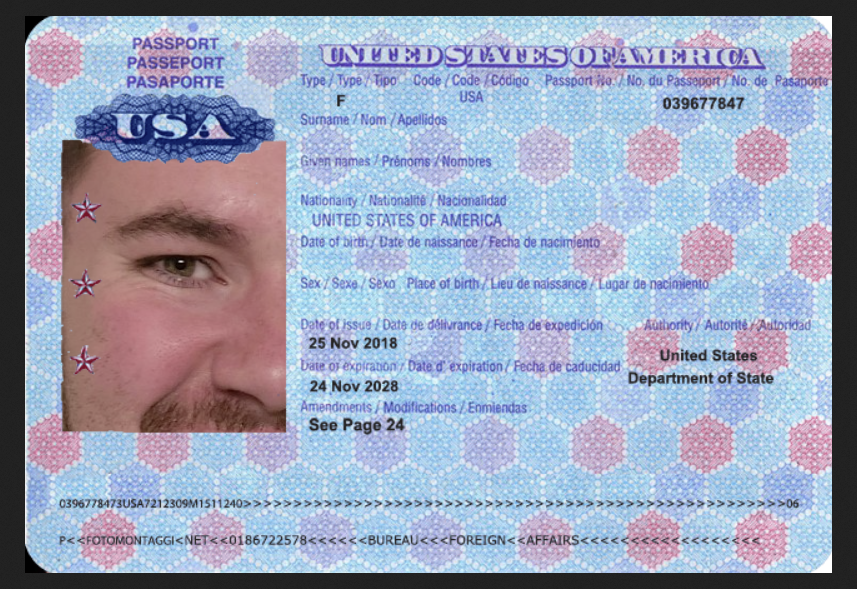 PASSPORT
PASSEPORT
PASAPORTE
USA
UNITED STATES OF AMERICA
Type / Type / Tipo Code / Code / Código Passport No. / No. du Passeport / No. de Pasaporte
F USA 039677847
Surname / Nom / Apellidos
Given names / Prénoms / Nombres
Nationality / Nationalité / Nacionalidad
UNITED STATES OF AMERICA
Date of birth / Date de naissance / Fecha de nacimiento
Sex / Sexe / Sexo Place of birth / Lieu de naissance / Lugar de nacimiento
Date of issue / Date de délivrance / Fecha de expedición Authority / Autorité / Autoridad
25 Nov 2018 United States
Date of expiration / Date d' expiration / Fecha de caducidad Department of State
24 Nov 2028
Amendments / Modifications / Enmiendas
See Page 24
0396778473USA7212309M1511240>>>>>>>>>>>>>>>>>>>>>>>>>>>>>>>>>>>>>>>>>>>>>>>>>>>>>>06
P<<FOTOMONTAGGI<NET<<0186722578<<<<<<BUREAU<<<FOREIGN<<AFFAIRS<<<<<<<<<<<<<<<<<<